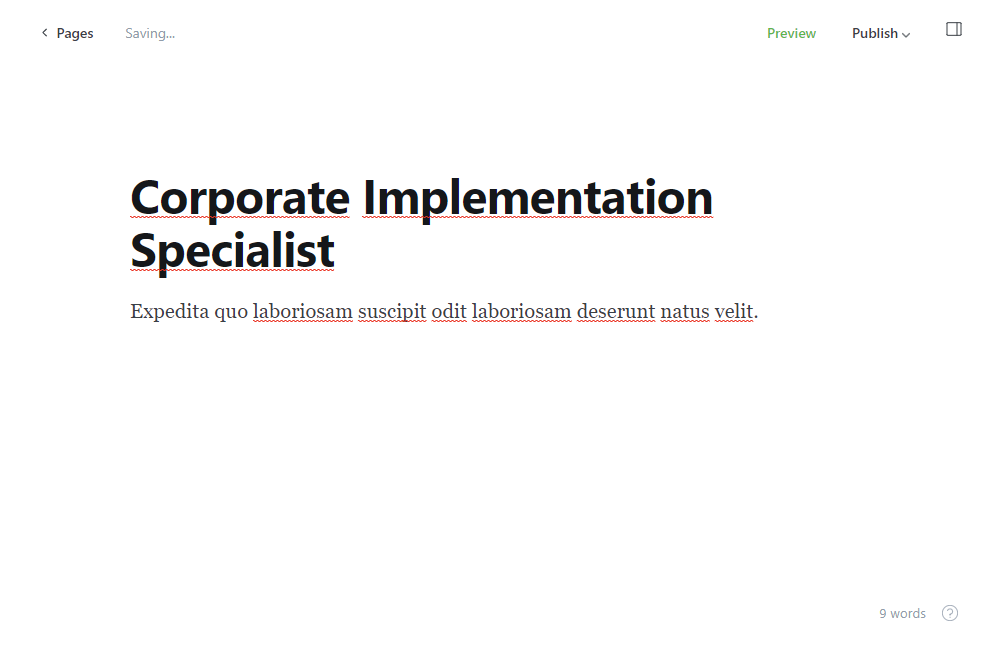 Pages
Saving...
Preview
Publish
Corporate Implementation
Specialist
Expedita quo laboriosam suscipit odit laboriosam deserunt natus velit.
9 words
?